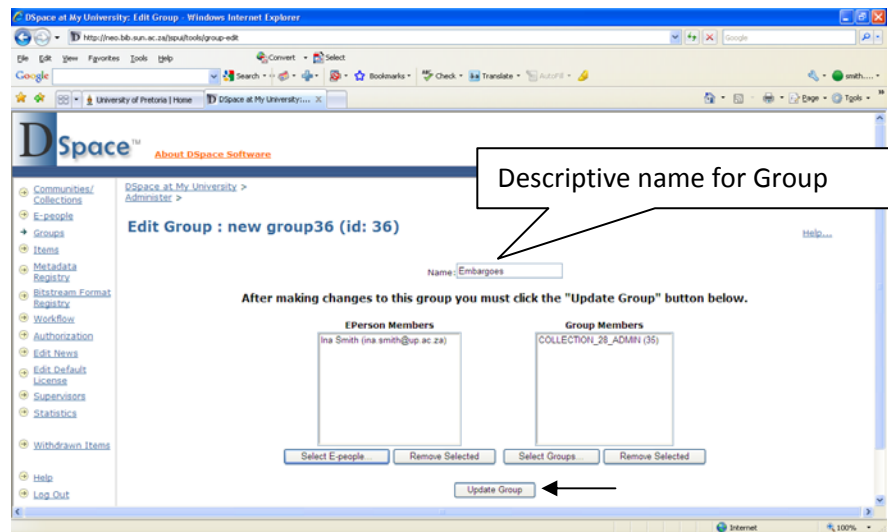 DSpace at My University: Edit Group - Windows Internet Explorer
http://neo.bib.sun.ac.za/jspui/tools/group-edit
Google
File Edit View Favorites Tools Help
Convert Select
Google
Search
Bookmarks
Check
Translate
AutoFill
smith....
University of Pretoria | Home
DSpace at My University:...
Page
Tools
DSpace™
About DSpace Software
Descriptive name for Group
Communities/
Collections
E-people
Groups
Items
Metadata
Registry
Bitstream Format
Registry
Workflow
Authorization
Edit News
Edit Default
License
Supervisors
Statistics
Withdrawn Items
Help
Log Out
DSpace at My University >
Administer >
Edit Group : new group36 (id: 36)
Help...
Name: Embargoes
After making changes to this group you must click the "Update Group" button below.
EPerson Members
Group Members
Ina Smith (ina.smith@up.ac.za)
COLLECTION_28_ADMIN (35)
Select E-people...
Remove Selected
Select Groups...
Remove Selected
Update Group
Internet
100%